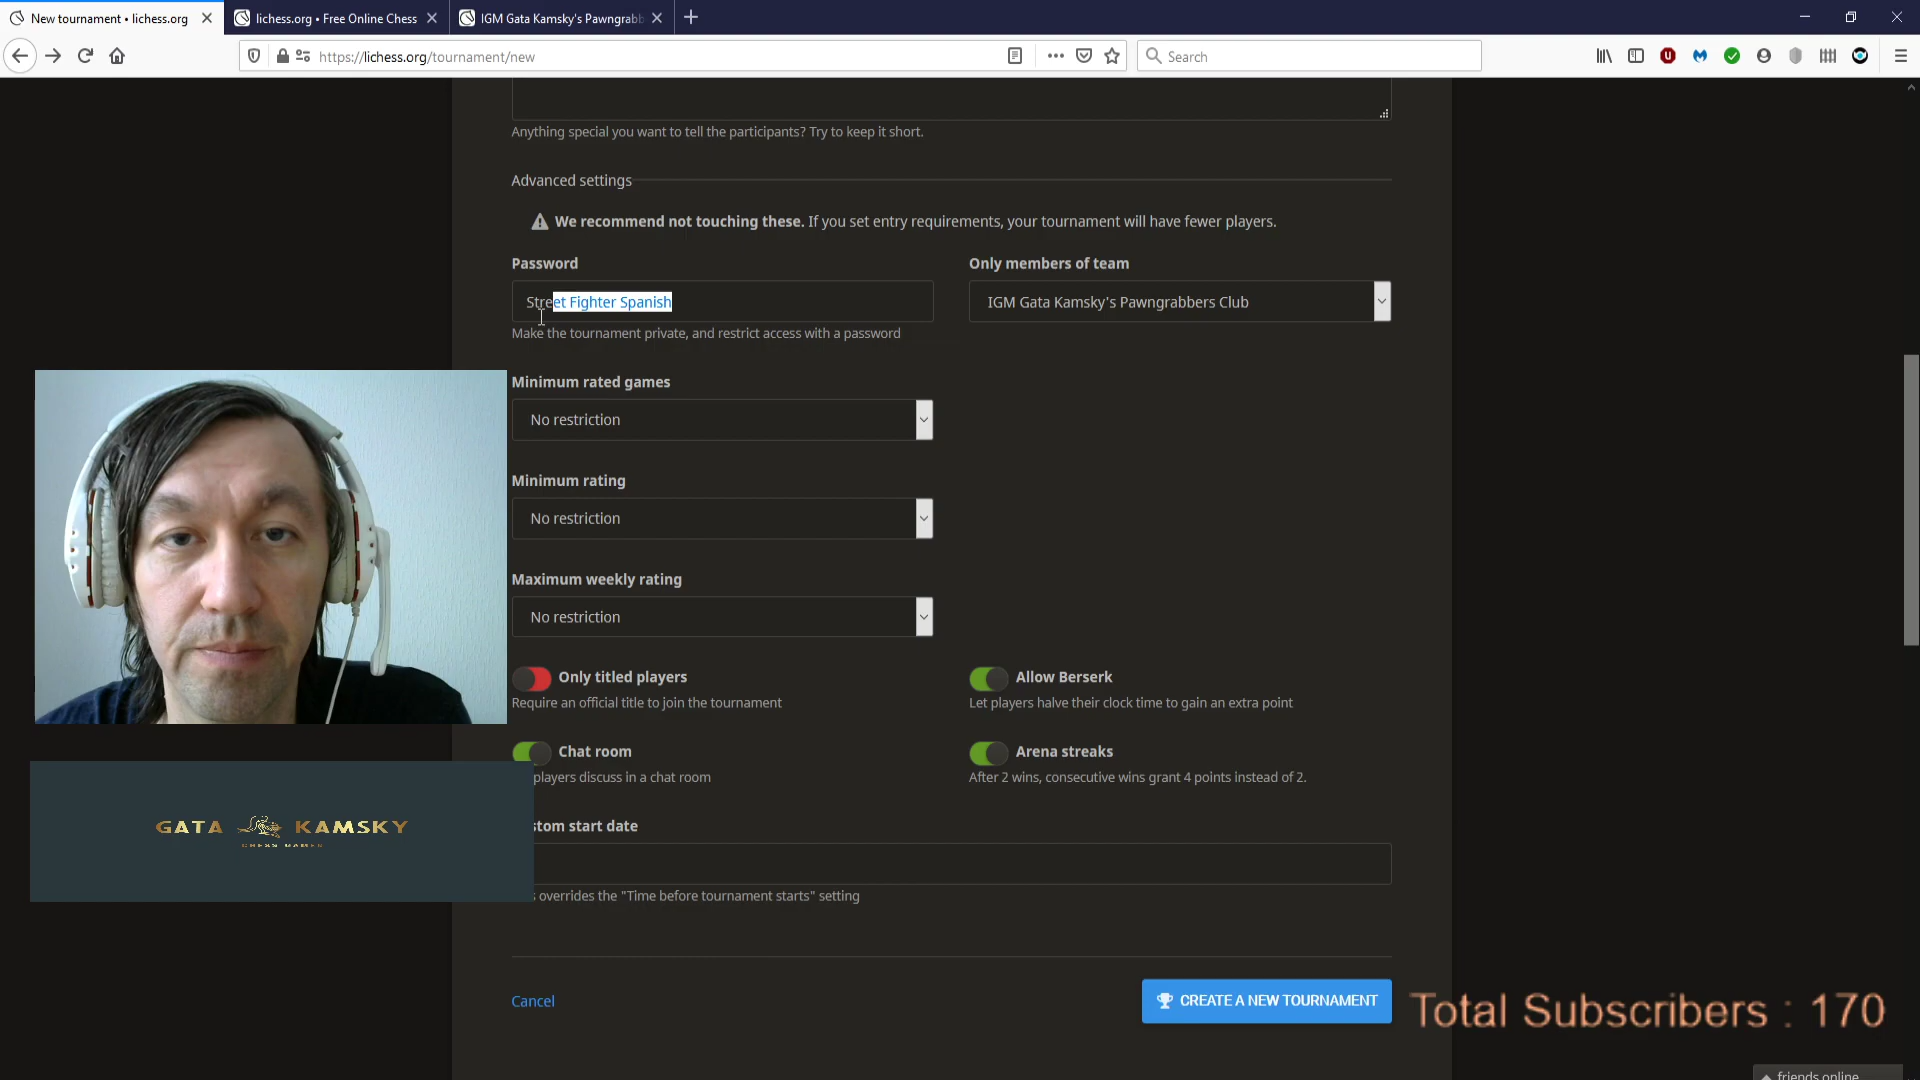 New tournament • lichess.org
lichess.org • Free Online Chess
IGM Gata Kamsky's Pawngrabb
https://lichess.org/tournament/new
Search
Anything special you want to tell the participants? Try to keep it short.
Advanced settings
We recommend not touching these. If you set entry requirements, your tournament will have fewer players.
Password
Only members of team
Street Fighter Spanish
IGM Gata Kamsky's Pawngrabbers Club
Make the tournament private, and restrict access with a password
Minimum rated games
No restriction
Minimum rating
No restriction
Maximum weekly rating
No restriction
Only titled players
Allow Berserk
Require an official title to join the tournament
Let players halve their clock time to gain an extra point
Chat room
Arena streaks
players discuss in a chat room
After 2 wins, consecutive wins grant 4 points instead of 2.
GATA KAMSKY
CHESS GAMES
stom start date
s overrides the "Time before tournament starts" setting
Cancel
CREATE A NEW TOURNAMENT
Total Subscribers : 170
friends online